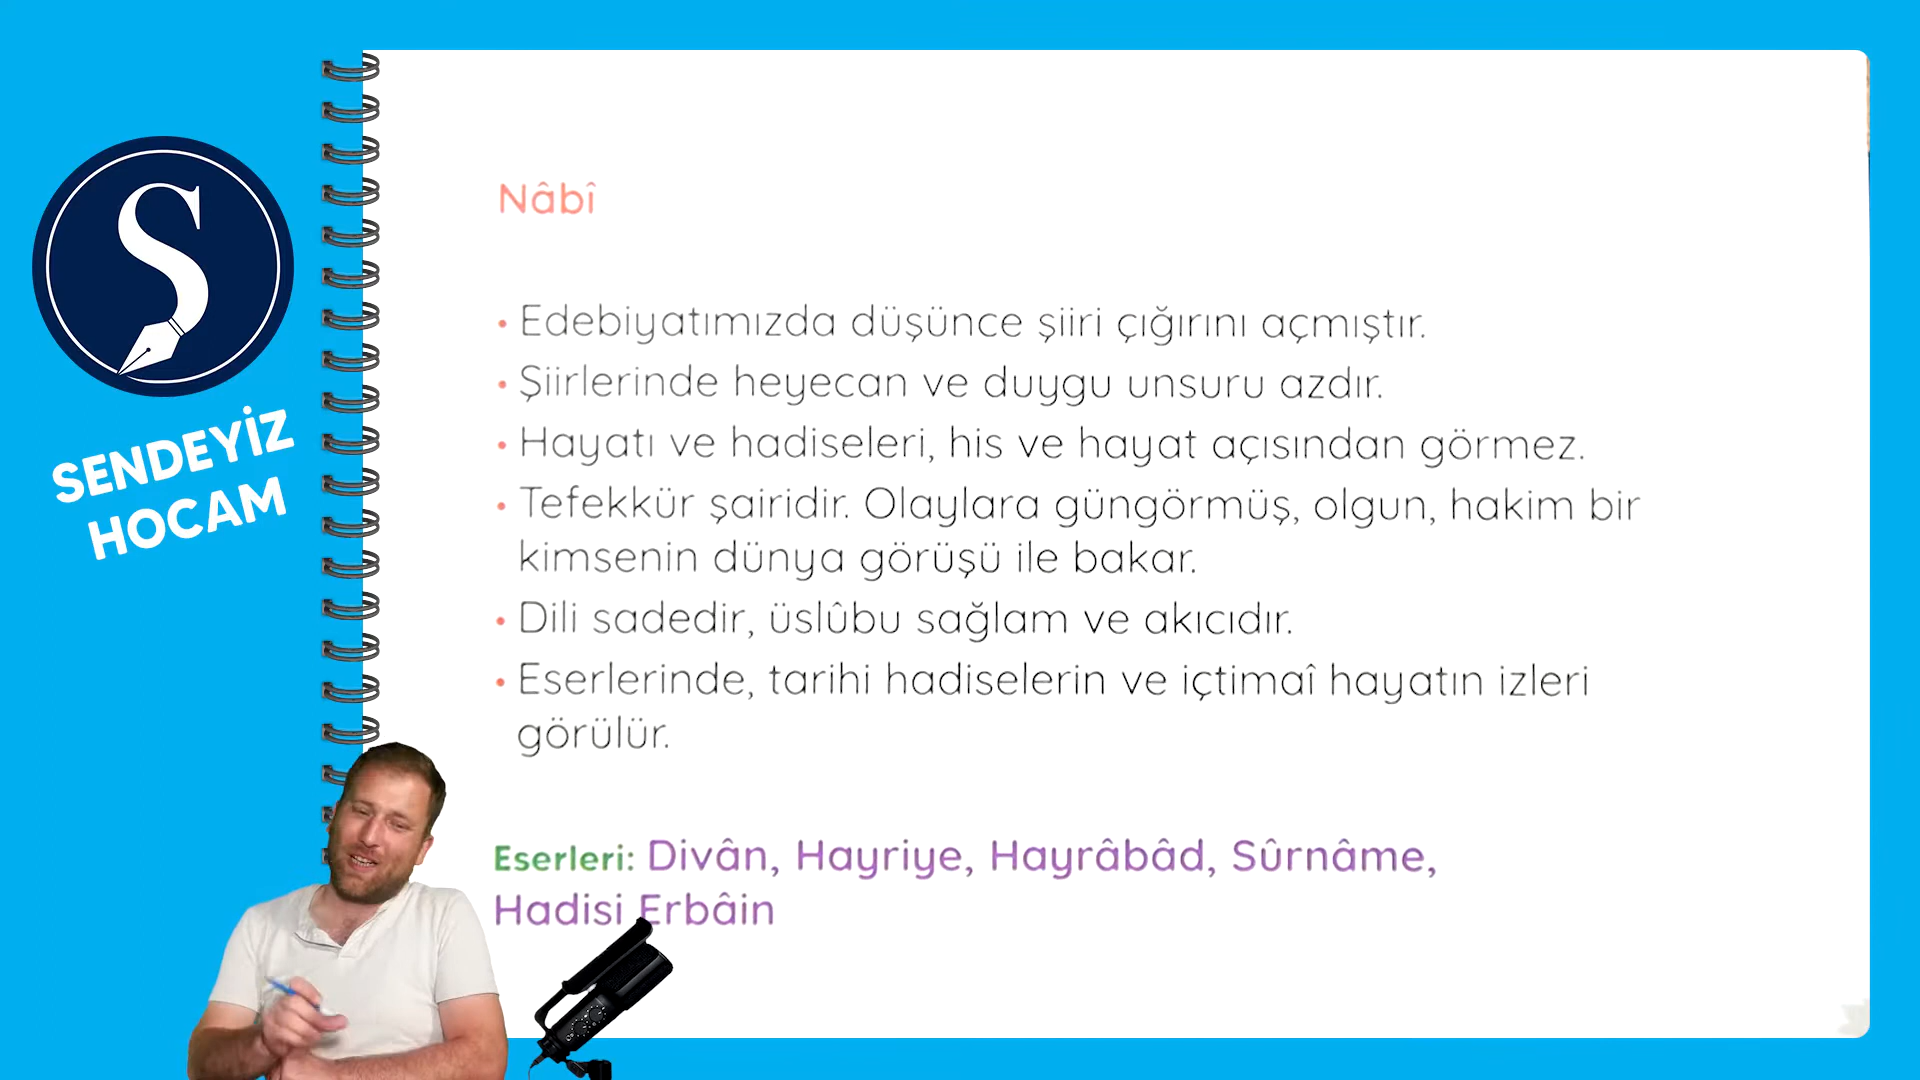 S
SENDEYİZ
HOCAM
Nâbî
• Edebiyatımızda düşünce şiiri çığırını açmıştır.
• Şiirlerinde heyecan ve duygu unsuru azdır.
• Hayatı ve hadiseleri, his ve hayat açısından görmez.
• Tefekkür şairidir. Olaylara güngörmüş, olgun, hakim bir
kimsenin dünya görüşü ile bakar.
• Dili sadedir, üslûbu sağlam ve akıcıdır.
• Eserlerinde, tarihi hadiselerin ve içtimaî hayatın izleri
görülür.
Eserleri: Divân, Hayriye, Hayrâbâd, Sûrnâme,
Hadisi Erbâin